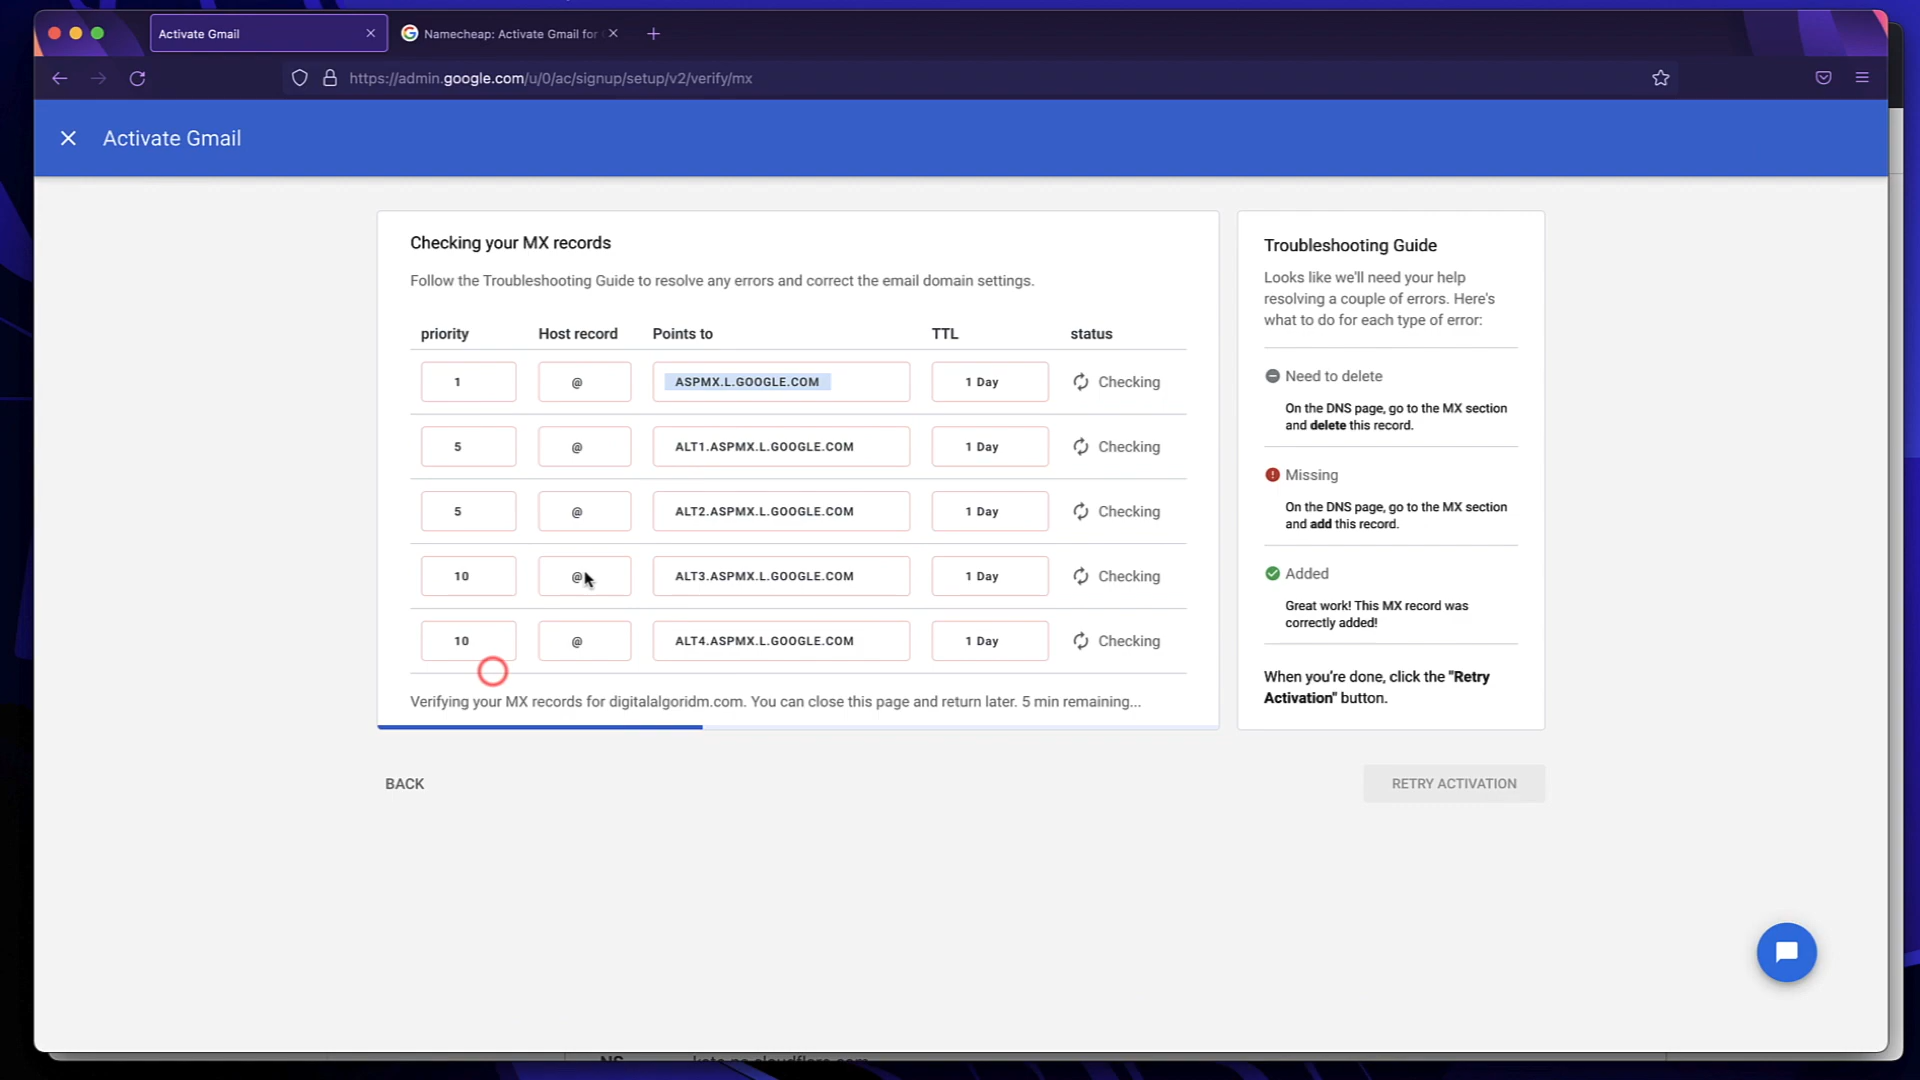 Activate Gmail
Namecheap: Activate Gmail for
https://admin.google.com/u/0/ac/signup/setup/v2/verify/mx
Activate Gmail
Checking your MX records
Follow the Troubleshooting Guide to resolve any errors and correct the email domain settings.
priority Host record Points to TTL status
1 @ ASPMX.L.GOOGLE.COM 1 Day Checking
5 @ ALT1.ASPMX.L.GOOGLE.COM 1 Day Checking
5 @ ALT2.ASPMX.L.GOOGLE.COM 1 Day Checking
10 @ ALT3.ASPMX.L.GOOGLE.COM 1 Day Checking
10 @ ALT4.ASPMX.L.GOOGLE.COM 1 Day Checking
Verifying your MX records for digitalalgoridm.com. You can close this page and return later. 5 min remaining...
BACK
Troubleshooting Guide
Looks like we'll need your help
resolving a couple of errors. Here's
what to do for each type of error:
Need to delete
On the DNS page, go to the MX section
and delete this record.
Missing
On the DNS page, go to the MX section
and add this record.
Added
Great work! This MX record was
correctly added!
When you're done, click the "Retry
Activation" button.
RETRY ACTIVATION